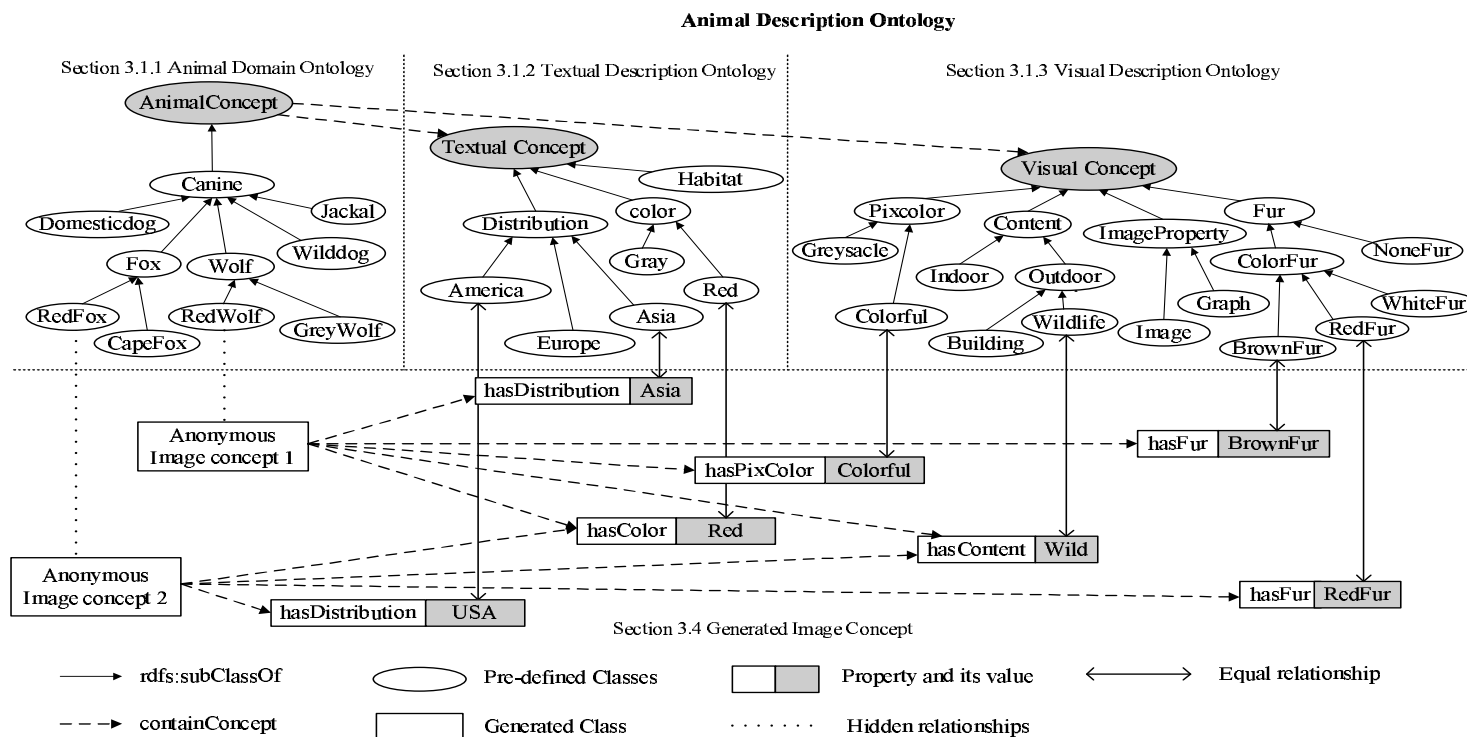 Animal Description Ontology
Section 3.1.1 Animal Domain Ontology
Section 3.1.2 Textual Description Ontology
Section 3.1.3 Visual Description Ontology
AnimalConcept
Textual Concept
Visual Concept
Canine
Domesticdog
Jackal
Fox
Wolf
Wilddog
RedFox
CapeFox
RedWolf
GreyWolf
Habitat
Distribution
color
Gray
America
Red
Asia
Europe
Pixcolor
Greysacle
Colorful
Content
Indoor
Outdoor
Building
Wildlife
ImageProperty
Graph
Image
Fur
NoneFur
ColorFur
WhiteFur
RedFur
BrownFur
hasDistribution Asia
Anonymous
Image concept 1
hasFur BrownFur
hasPixColor Colorful
hasColor Red
hasContent Wild
Anonymous
Image concept 2
hasFur RedFur
hasDistribution USA
Section 3.4 Generated Image Concept
rdfs:subClassOf
Pre-defined Classes
Property and its value
Equal relationship
containConcept
Generated Class
Hidden relationships